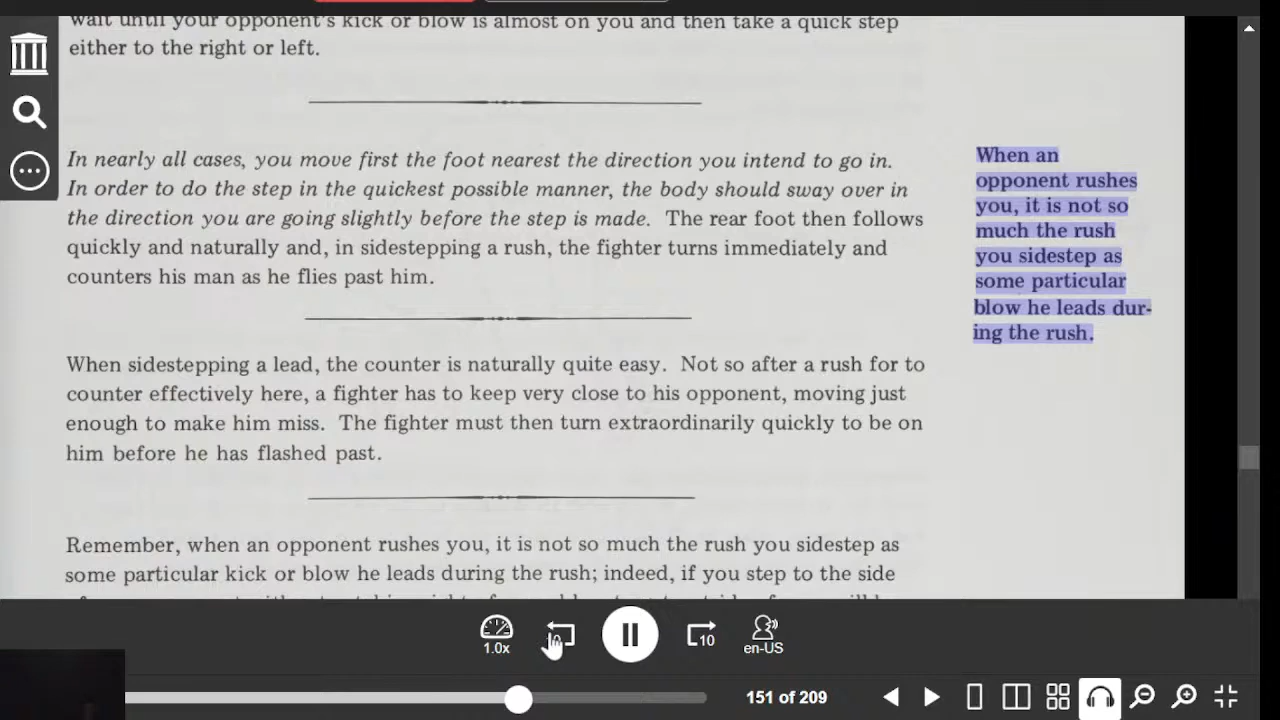 wait until your opponent's kick or blow is almost on you and then take a quick step
either to the right or left.
In nearly all cases, you move first the foot nearest the direction you intend to go in.
In order to do the step in the quickest possible manner, the body should sway over in
the direction you are going slightly before the step is made. The rear foot then follows
quickly and naturally and, in sidestepping a rush, the fighter turns immediately and
counters his man as he flies past him.
When sidestepping a lead, the counter is naturally quite easy. Not so after a rush for to
counter effectively here, a fighter has to keep very close to his opponent, moving just
enough to make him miss. The fighter must then turn extraordinarily quickly to be on
him before he has flashed past.
Remember, when an opponent rushes you, it is not so much the rush you sidestep as
some particular kick or blow he leads during the rush; indeed, if you step to the side
When an
opponent rushes
you, it is not so
much the rush
you sidestep as
some particular
blow he leads dur-
ing the rush.
1.0x
10
en-US
151 of 209